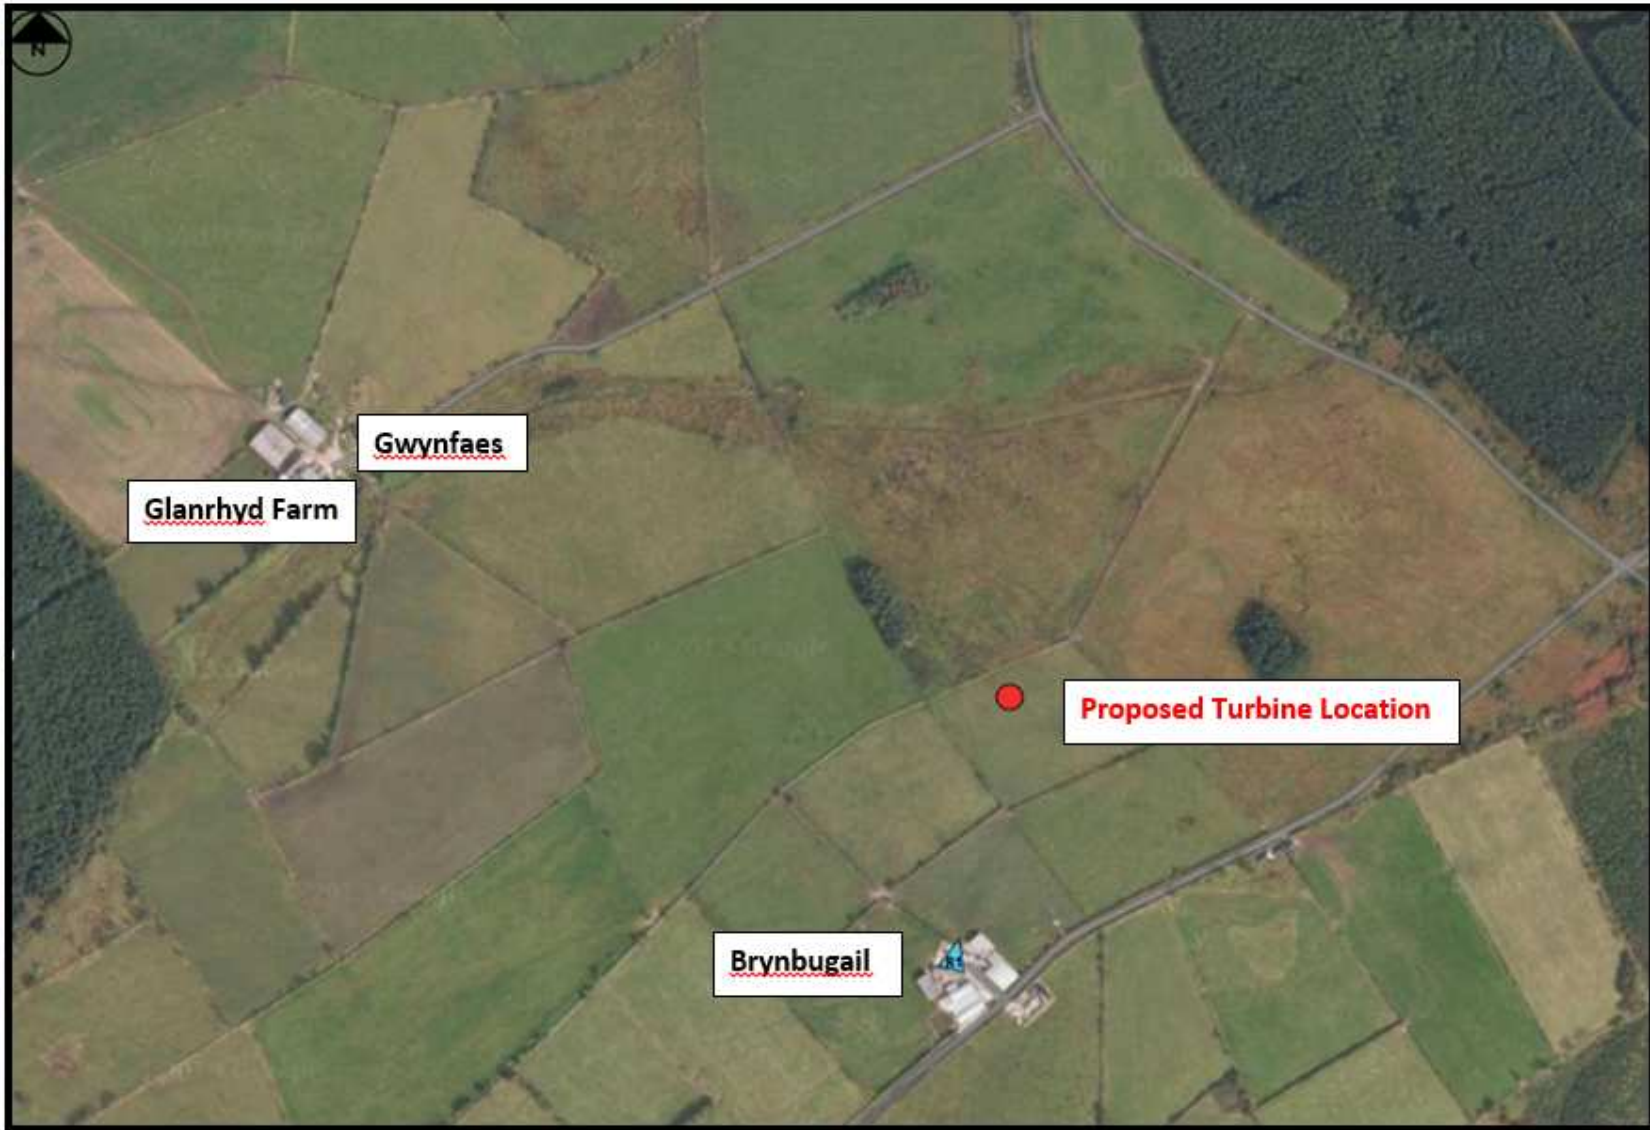 N
Gwynfaes
Glanrhyd Farm
Proposed Turbine Location
Brynbugail